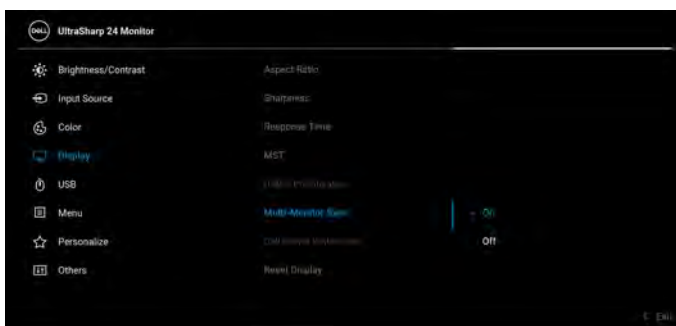 DELL
UltraSharp 24 Monitor
Brightness/Contrast
Input Source
Color
Display
USB
Menu
Personalize
Others
Aspect Ratio
Sharpness
Response Time
MST
Multi-Monitor Sync
Reset Display
On
Off
Exit